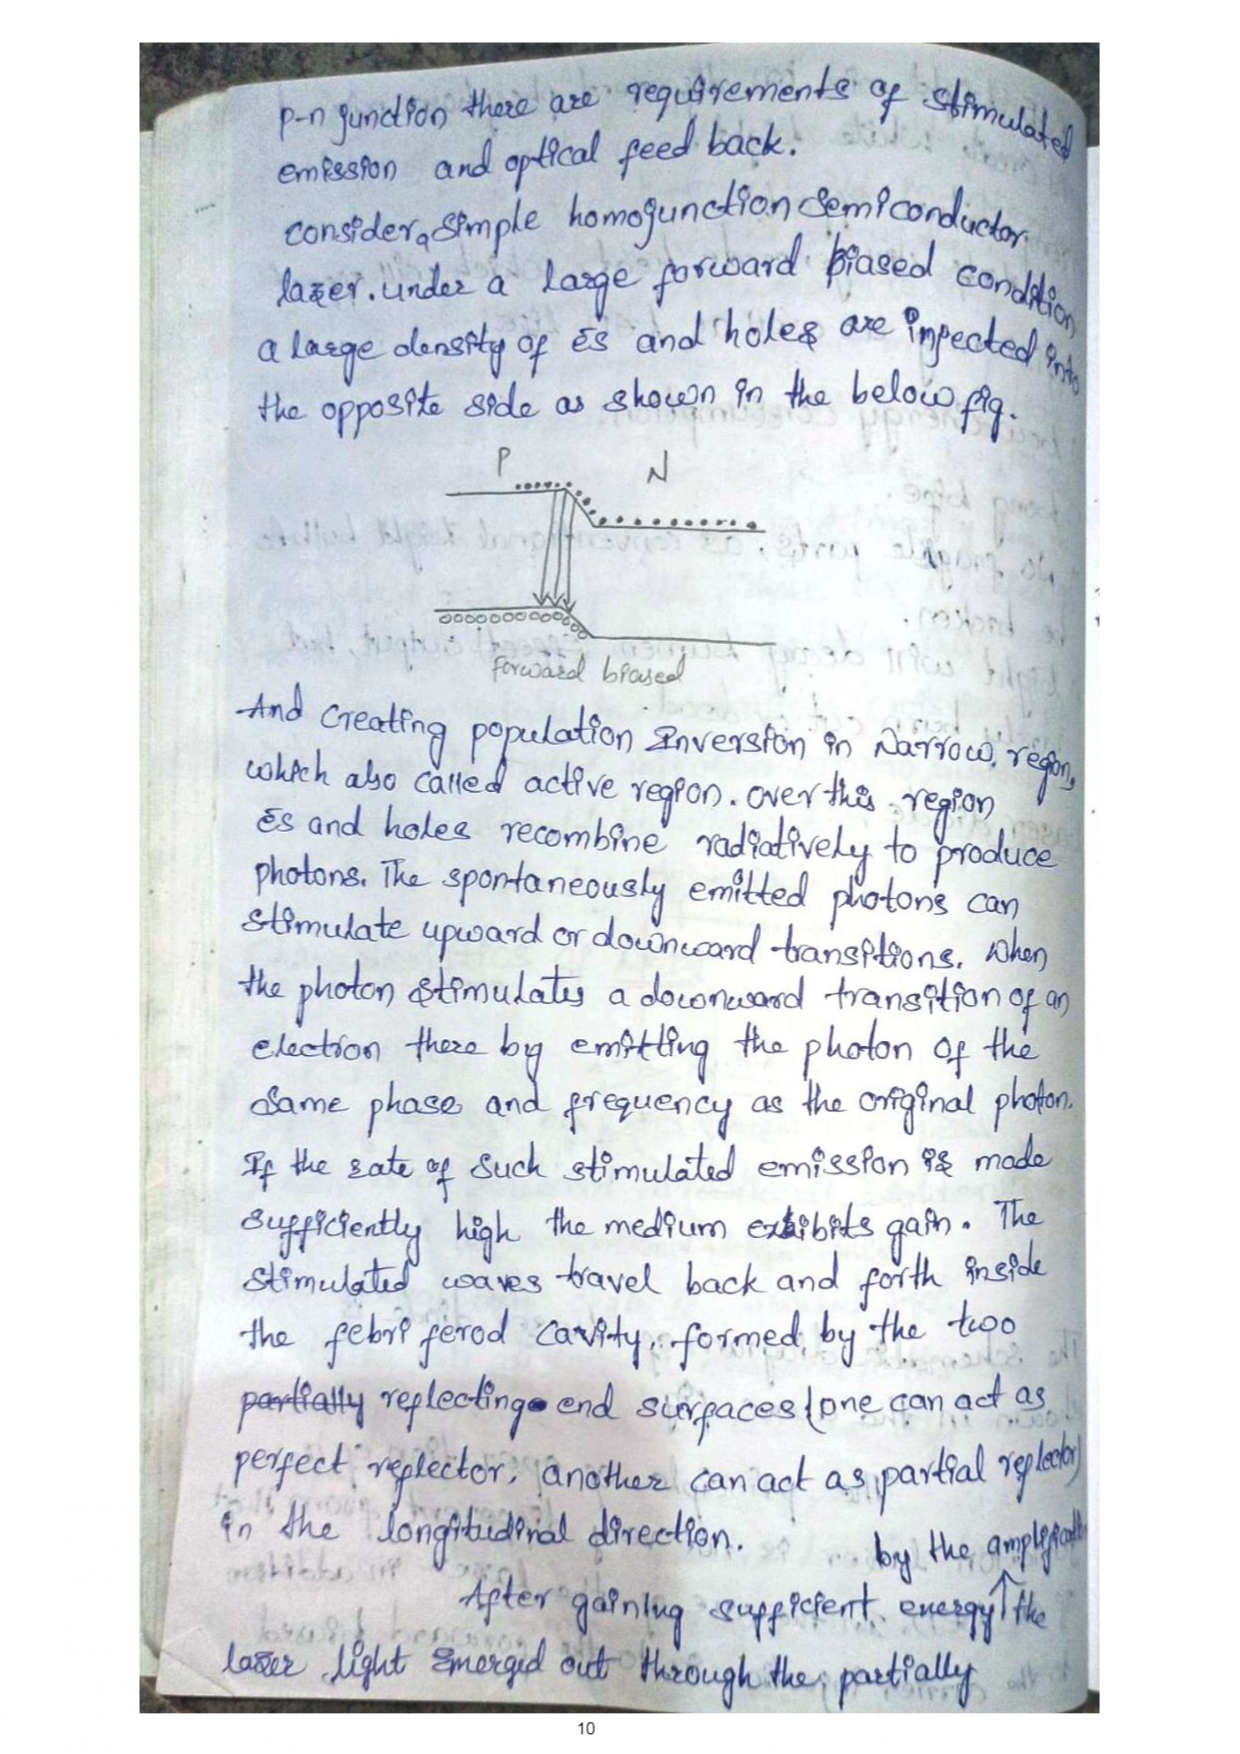 p-n junction there are requirements of stimulated
emission and optical feed back.
consider a simple homojunction semiconductor
laser. under a large forward biased condition
a large density of ēs and holes are injected into
the opposite side as shown in the below fig.
P N
forward biased
And creating population Inversion in Narrow region,
which also called active region. over this region
ēs and holes recombine radiatively to produce
photons. The spontaneously emitted photons can
stimulate upward or downward transitions. When
the photon stimulates a downward transition of an
election there by emitting the photon of the
same phase and frequency as the original photon.
If the rate of such stimulated emission is made
sufficiently high the medium exhibits gain. The
stimulated waves travel back and forth inside
the febri ferod cavity, formed by the two
partially reflecting end surfaces (one can act as
perfect reflector, another can act as partial reflector)
in the longitudinal direction.
by the
After gaining sufficient energy the
laser light Emerged out through the partially
10